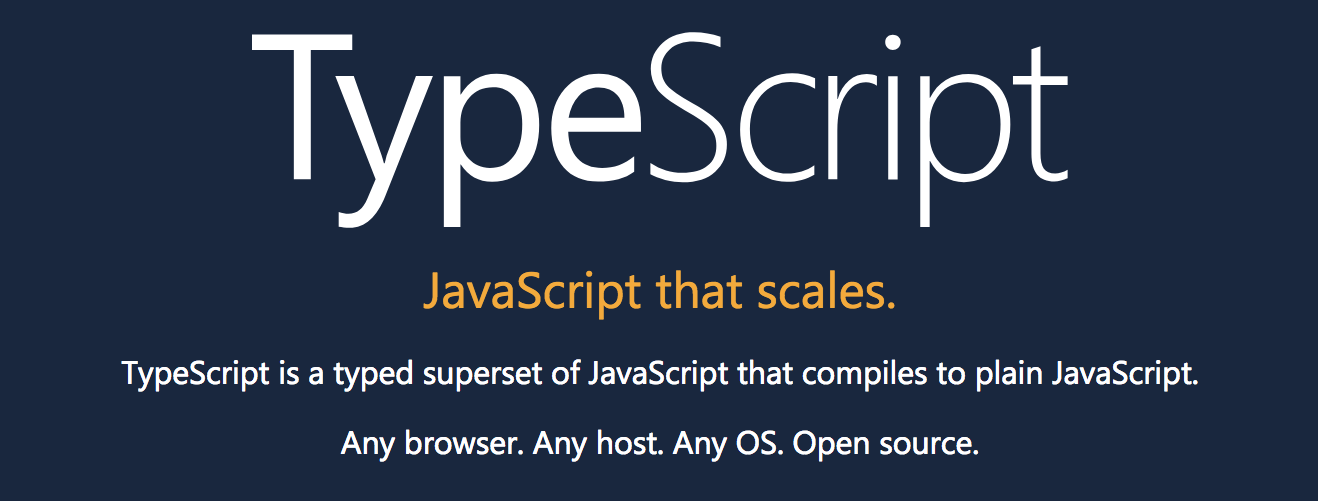 TypeScript
JavaScript that scales.
TypeScript is a typed superset of JavaScript that compiles to plain JavaScript.
Any browser. Any host. Any OS. Open source.